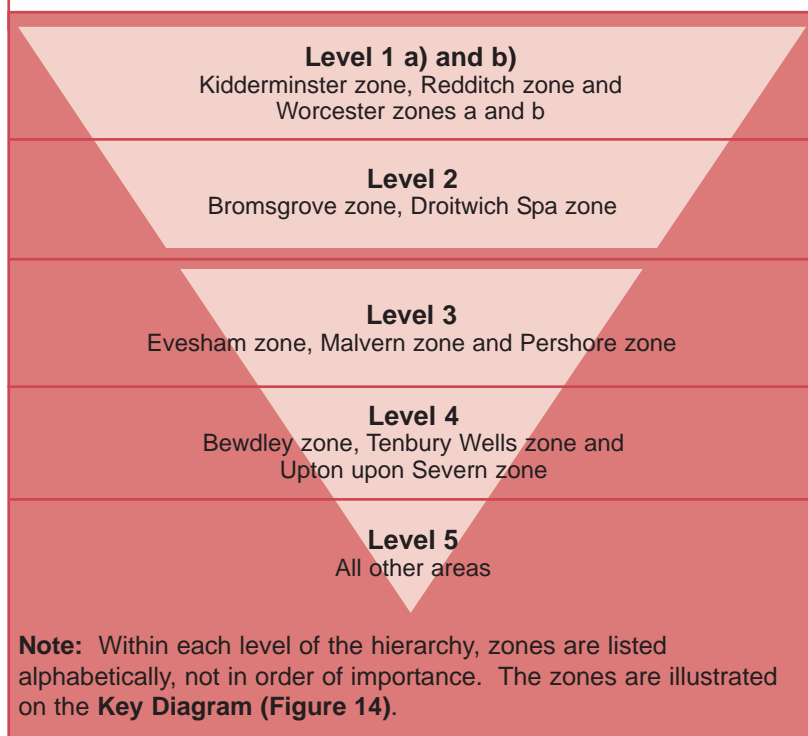 Level 1 a) and b)
Kidderminster zone, Redditch zone and
Worcester zones a and b
Level 2
Bromsgrove zone, Droitwich Spa zone
Level 3
Evesham zone, Malvern zone and Pershore zone
Level 4
Bewdley zone, Tenbury Wells zone and
Upton upon Severn zone
Level 5
All other areas
Note: Within each level of the hierarchy, zones are listed
alphabetically, not in order of importance. The zones are illustrated
on the Key Diagram (Figure 14).